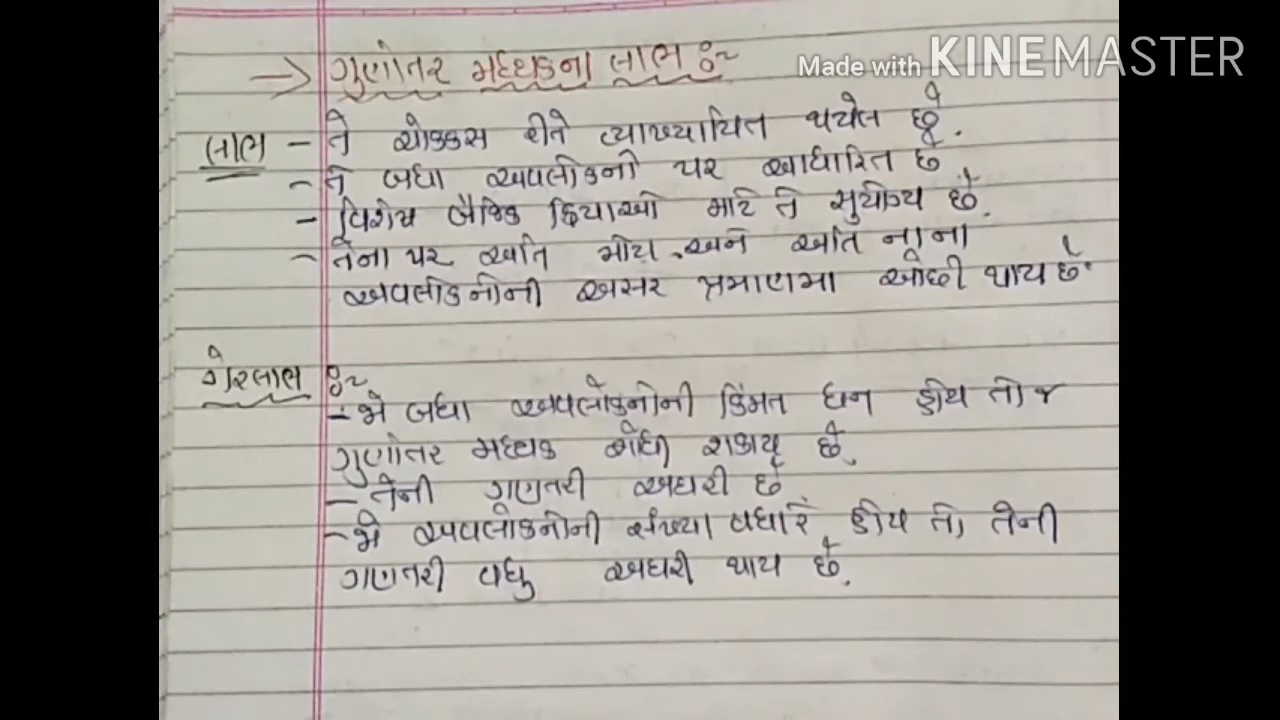 Made with KINEMASTER
→ ગુણોતર મધ્યકના લાભ :~
લાભ - તે ચોક્કસ રીતે વ્યાખ્યાયિત થયેલ છે.
- તે બધા અવલોકનો પર આધારિત છે
- વિશેષ બૈજિક ક્રિયાઓ માટે તે સુયોગ્ય છે.
- તેના પર અતિ મોટા અને અતિ નાના
અવલોકનોની અસર પ્રમાણમા ઓછી થાય છે.
ગેરલાભ :~
- જો બધા અવલોકનોની કિંમત ધન હોય તો જ
ગુણોતર મધ્યક શોધી શકાય છે.
- તેની ગણતરી અઘરી છે
- જો અવલોકનોની સંખ્યા વધારે હોય તો, તેની
ગણતરી વધુ અઘરી થાય છે.